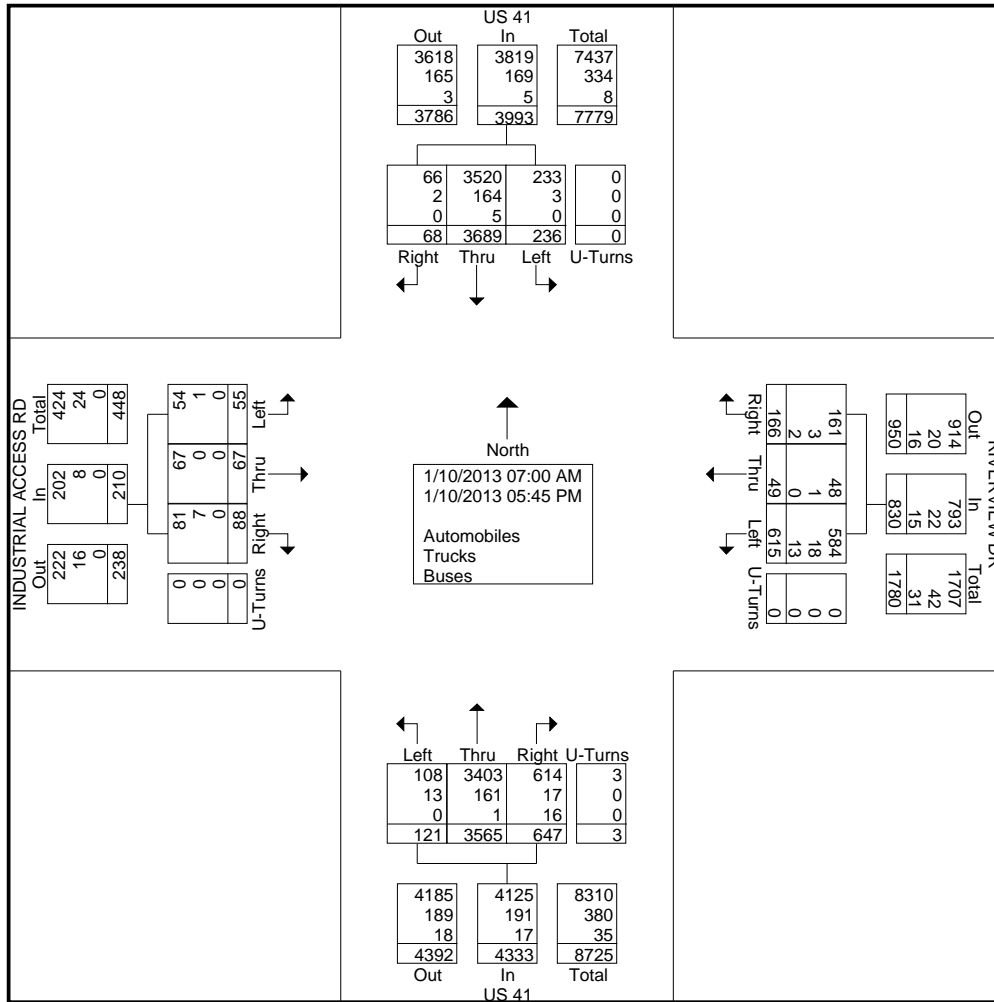 US 41
Out In Total
3618 3819 7437
165 169 334
3 5 8
3786 3993 7779
66 3520 233 0
2 164 3 0
0 5 0 0
68 3689 236 0
Right Thru Left U-Turns
INDUSTRIAL ACCESS RD
Total In Out
424 202 222
24 8 16
0 0 0
448 210 238
54 67 81 0
1 0 7 0
0 0 0 0
55 67 88 0
Left Thru Right U-Turns
North
1/10/2013 07:00 AM
1/10/2013 05:45 PM
Automobiles
Trucks
Buses
Right Thru Left U-Turns
161 48 584 0
3 1 18 0
2 0 13 0
166 49 615 0
RIVERVIEW DR
Out In Total
914 793 1707
20 22 42
16 15 31
950 830 1780
Left Thru Right U-Turns
108 3403 614 3
13 161 17 0
0 1 16 0
121 3565 647 3
4185 4125 8310
189 191 380
18 17 35
4392 4333 8725
Out In Total
US 41